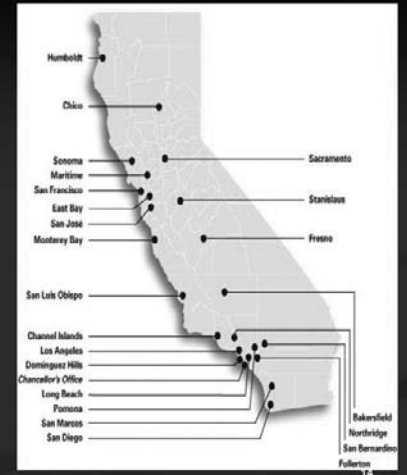 Humboldt
Chico
Sonoma
Maritime
San Francisco
East Bay
San José
Monterey Bay
San Luis Obispo
Channel Islands
Los Angeles
Dominguez Hills
Chancellor's Office
Long Beach
Pomona
San Marcos
San Diego
Sacramento
Stanislaus
Fresno
Bakersfield
Northridge
San Bernardino
Fullerton